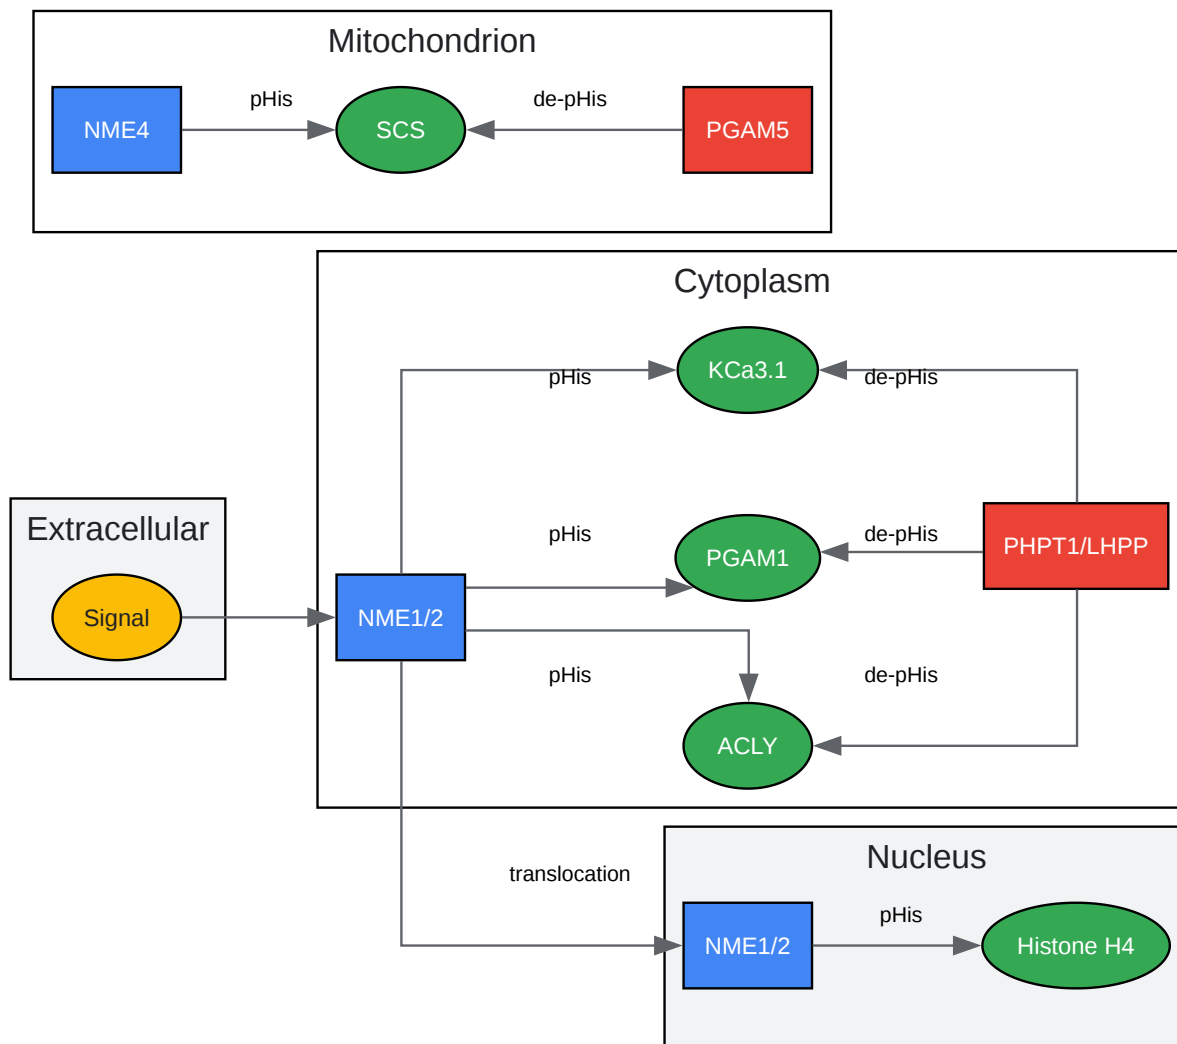 Mitochondrion
pHis
de-pHis
NME4
SCS
PGAM5
Cytoplasm
KCa3.1
pHis
de-pHis
Extracellular
pHis
de-pHis
PGAM1
PHPT1/LHPP
Signal
NME1/2
pHis
de-pHis
ACLY
Nucleus
translocation
pHis
NME1/2
Histone H4